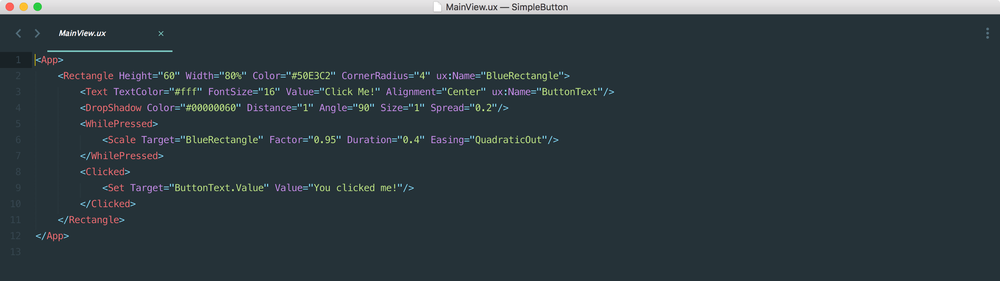 MainView.ux — SimpleButton
MainView.ux
1 <App>
2 <Rectangle Height="60" Width="80%" Color="#50E3C2" CornerRadius="4" ux:Name="BlueRectangle">
3 <Text TextColor="#fff" FontSize="16" Value="Click Me!" Alignment="Center" ux:Name="ButtonText"/>
4 <DropShadow Color="#00000060" Distance="1" Angle="90" Size="1" Spread="0.2"/>
5 <WhilePressed>
6 <Scale Target="BlueRectangle" Factor="0.95" Duration="0.4" Easing="QuadraticOut"/>
7 </WhilePressed>
8 <Clicked>
9 <Set Target="ButtonText.Value" Value="You clicked me!"/>
10 </Clicked>
11 </Rectangle>
12 </App>
13